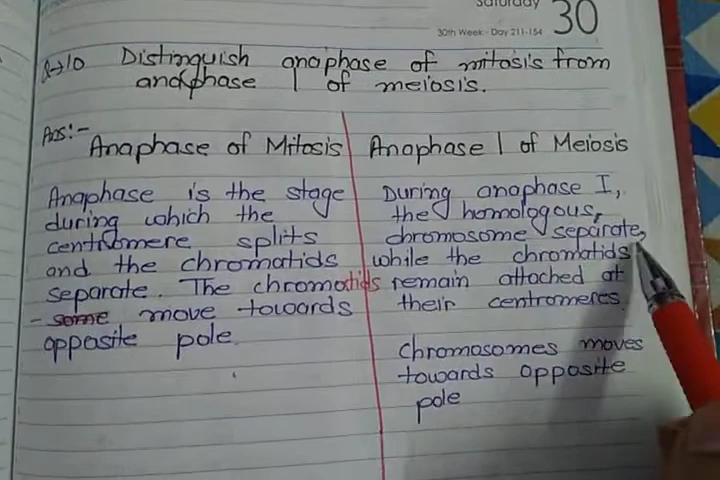 Saturday
30th Week - Day 211-154 30
Q→10 Distinguish anaphase of mitosis from
anaphase I of meiosis.
Ans:-
Anaphase of Mitosis
Anaphase is the stage
during which the
centromere splits
and the chromatids
separate. The chromatids
- some move towards
opposite pole.
Anaphase I of Meiosis
During anaphase I,
the homologous,
chromosome separate,
while the chromatids
remain attached at
their centromeres.
chromosomes moves
towards opposite
pole